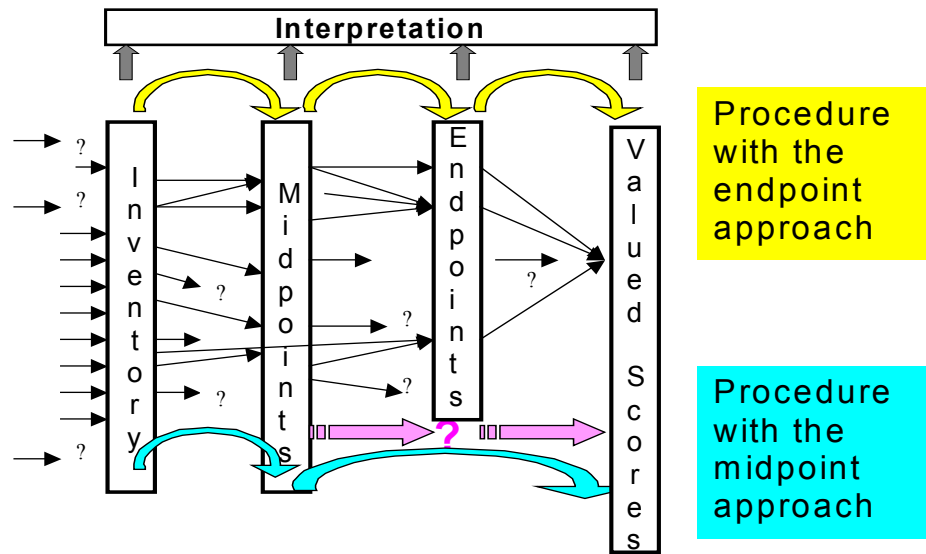 Interpretation
Inventory
Midpoints
Endpoints
Valued Scores
?
?
?
?
?
?
?
?
?
Procedure
with the
endpoint
approach
Procedure
with the
midpoint
approach